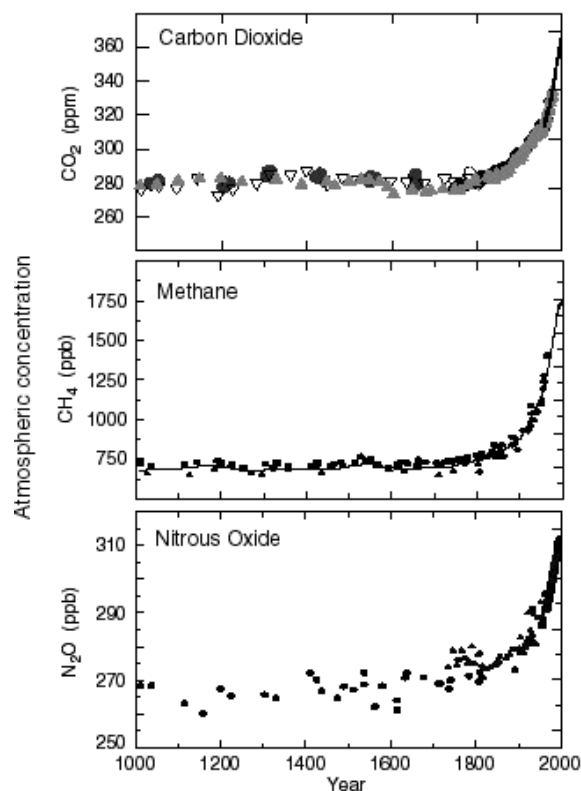 Carbon Dioxide
360
340
320
300
280
260
CO2 (ppm)
Methane
1750
1500
1250
1000
750
CH4 (ppb)
Atmospheric concentration
Nitrous Oxide
310
290
270
250
N2O (ppb)
1000 1200 1400 1600 1800 2000
Year